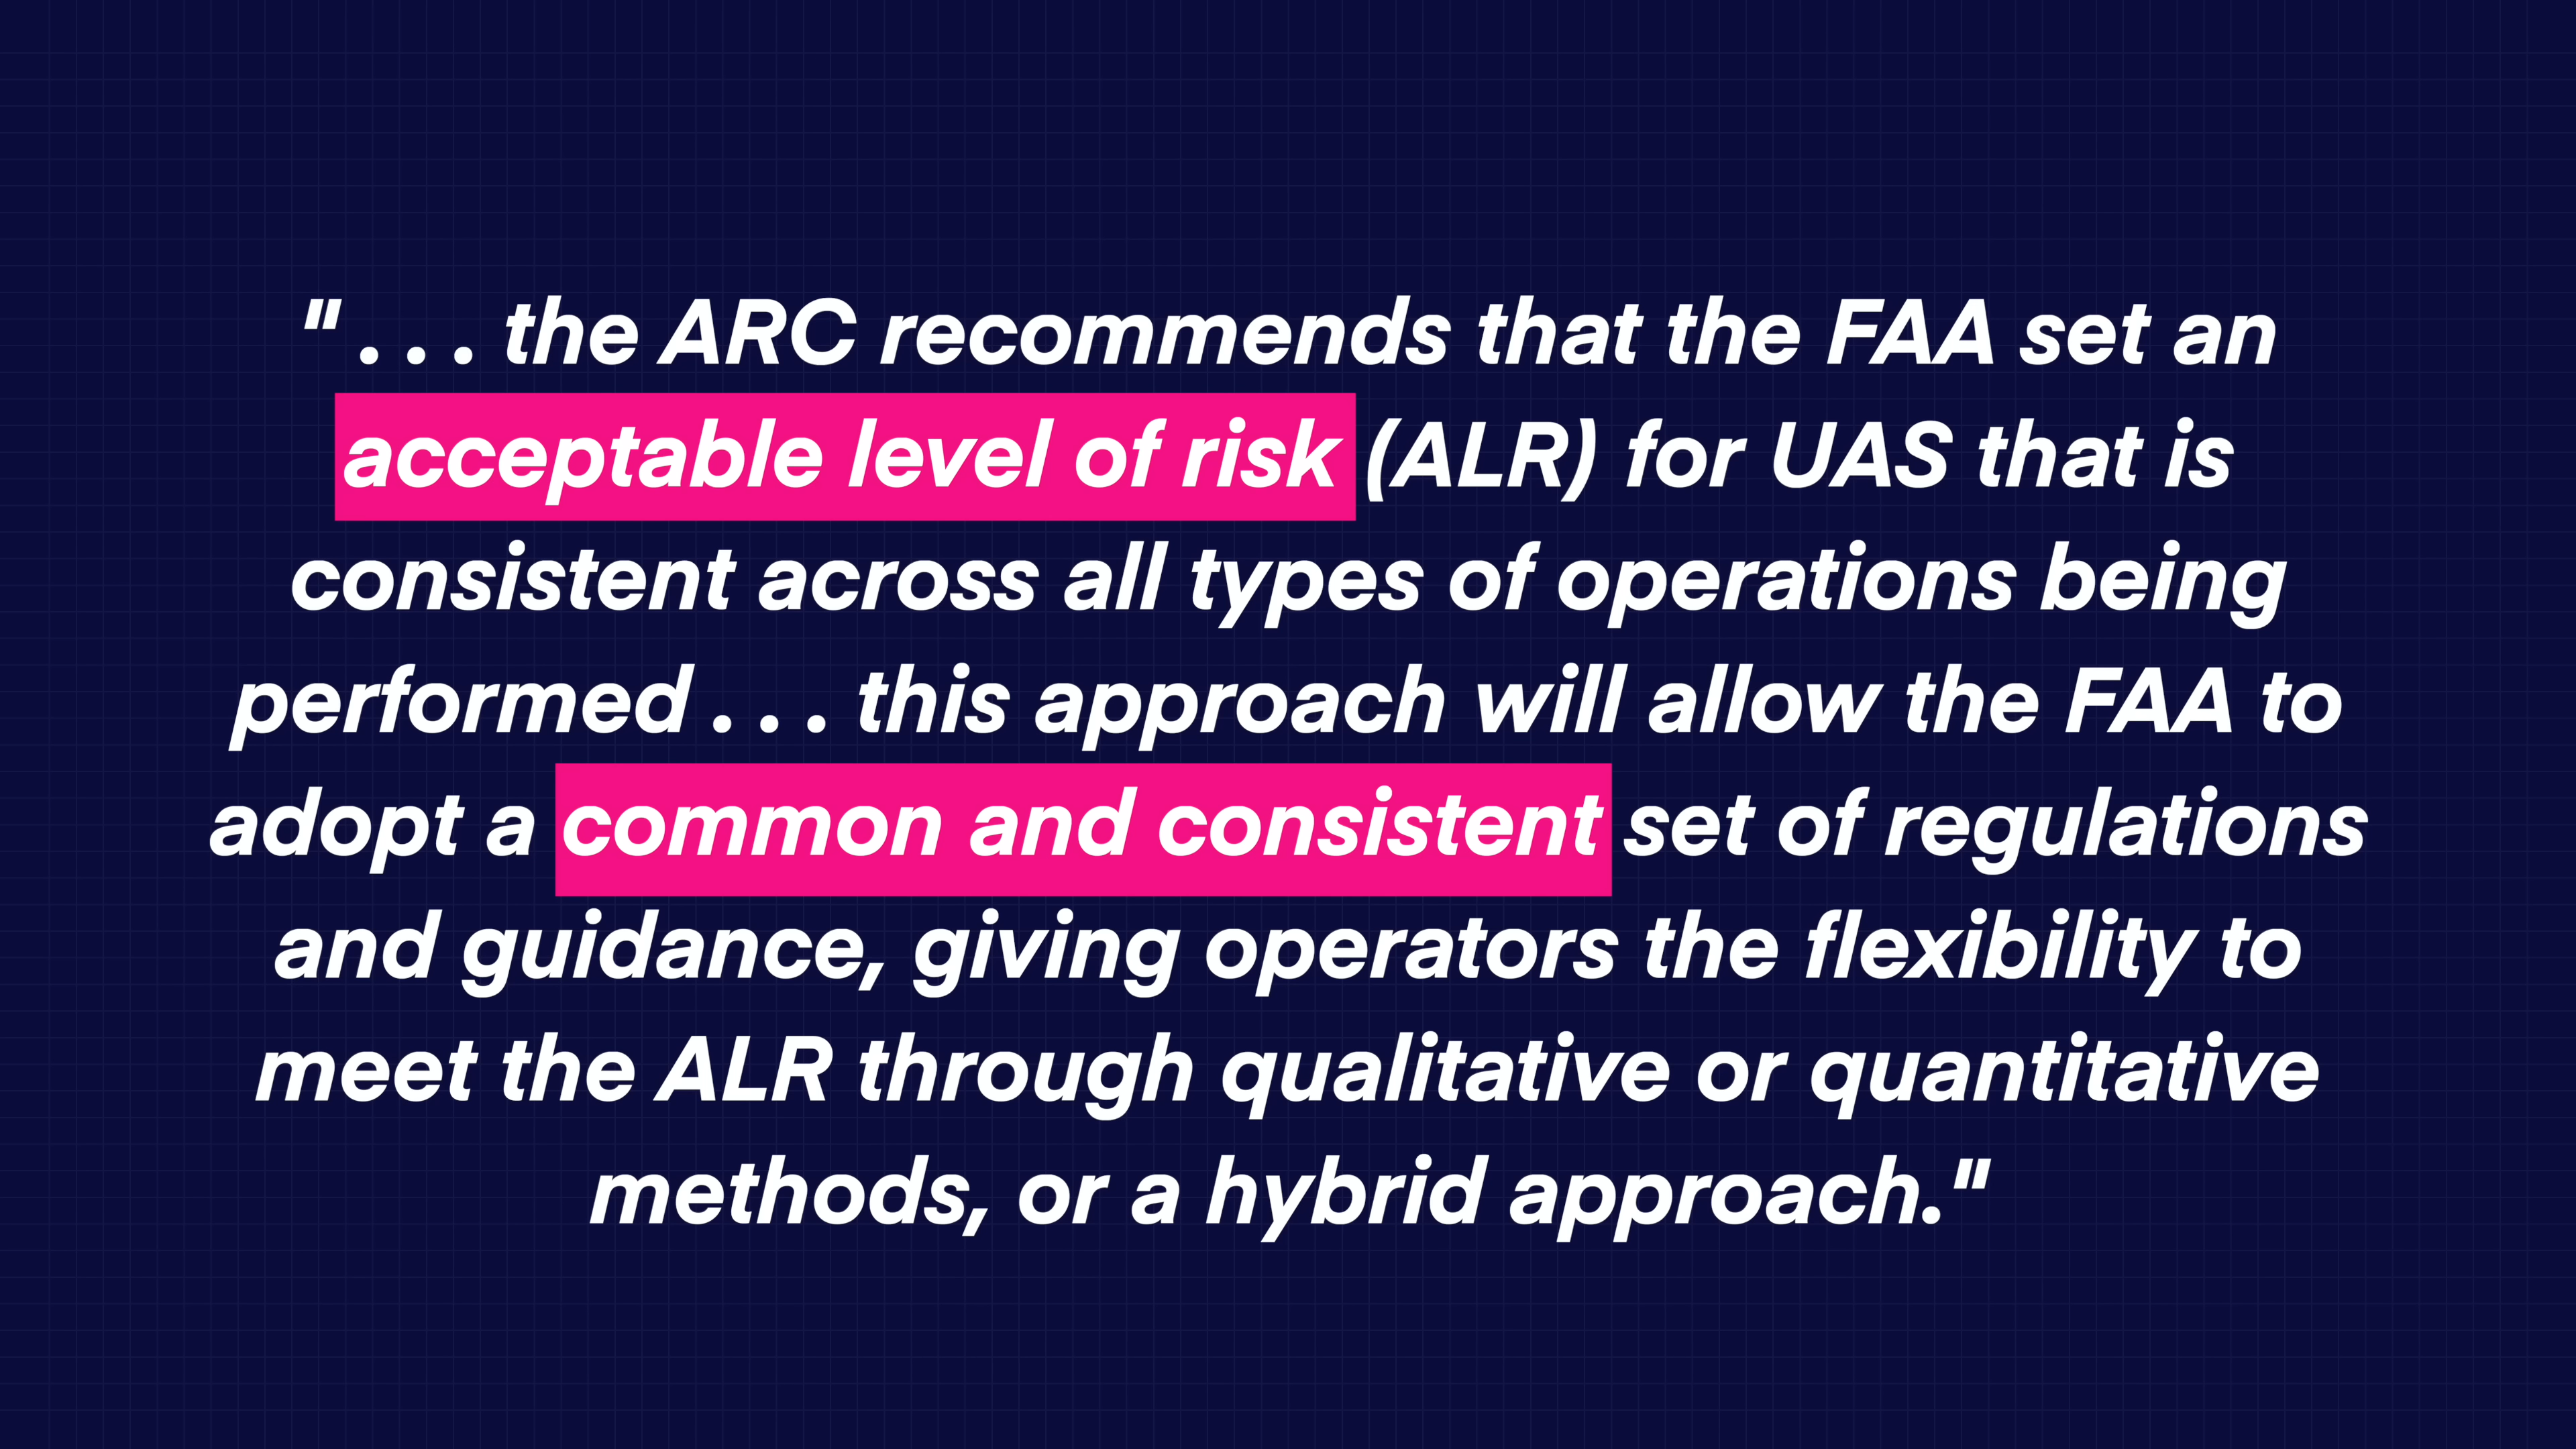 " . . . the ARC recommends that the FAA set an
acceptable level of risk (ALR) for UAS that is
consistent across all types of operations being
performed . . . this approach will allow the FAA to
adopt a common and consistent set of regulations
and guidance, giving operators the flexibility to
meet the ALR through qualitative or quantitative
methods, or a hybrid approach."